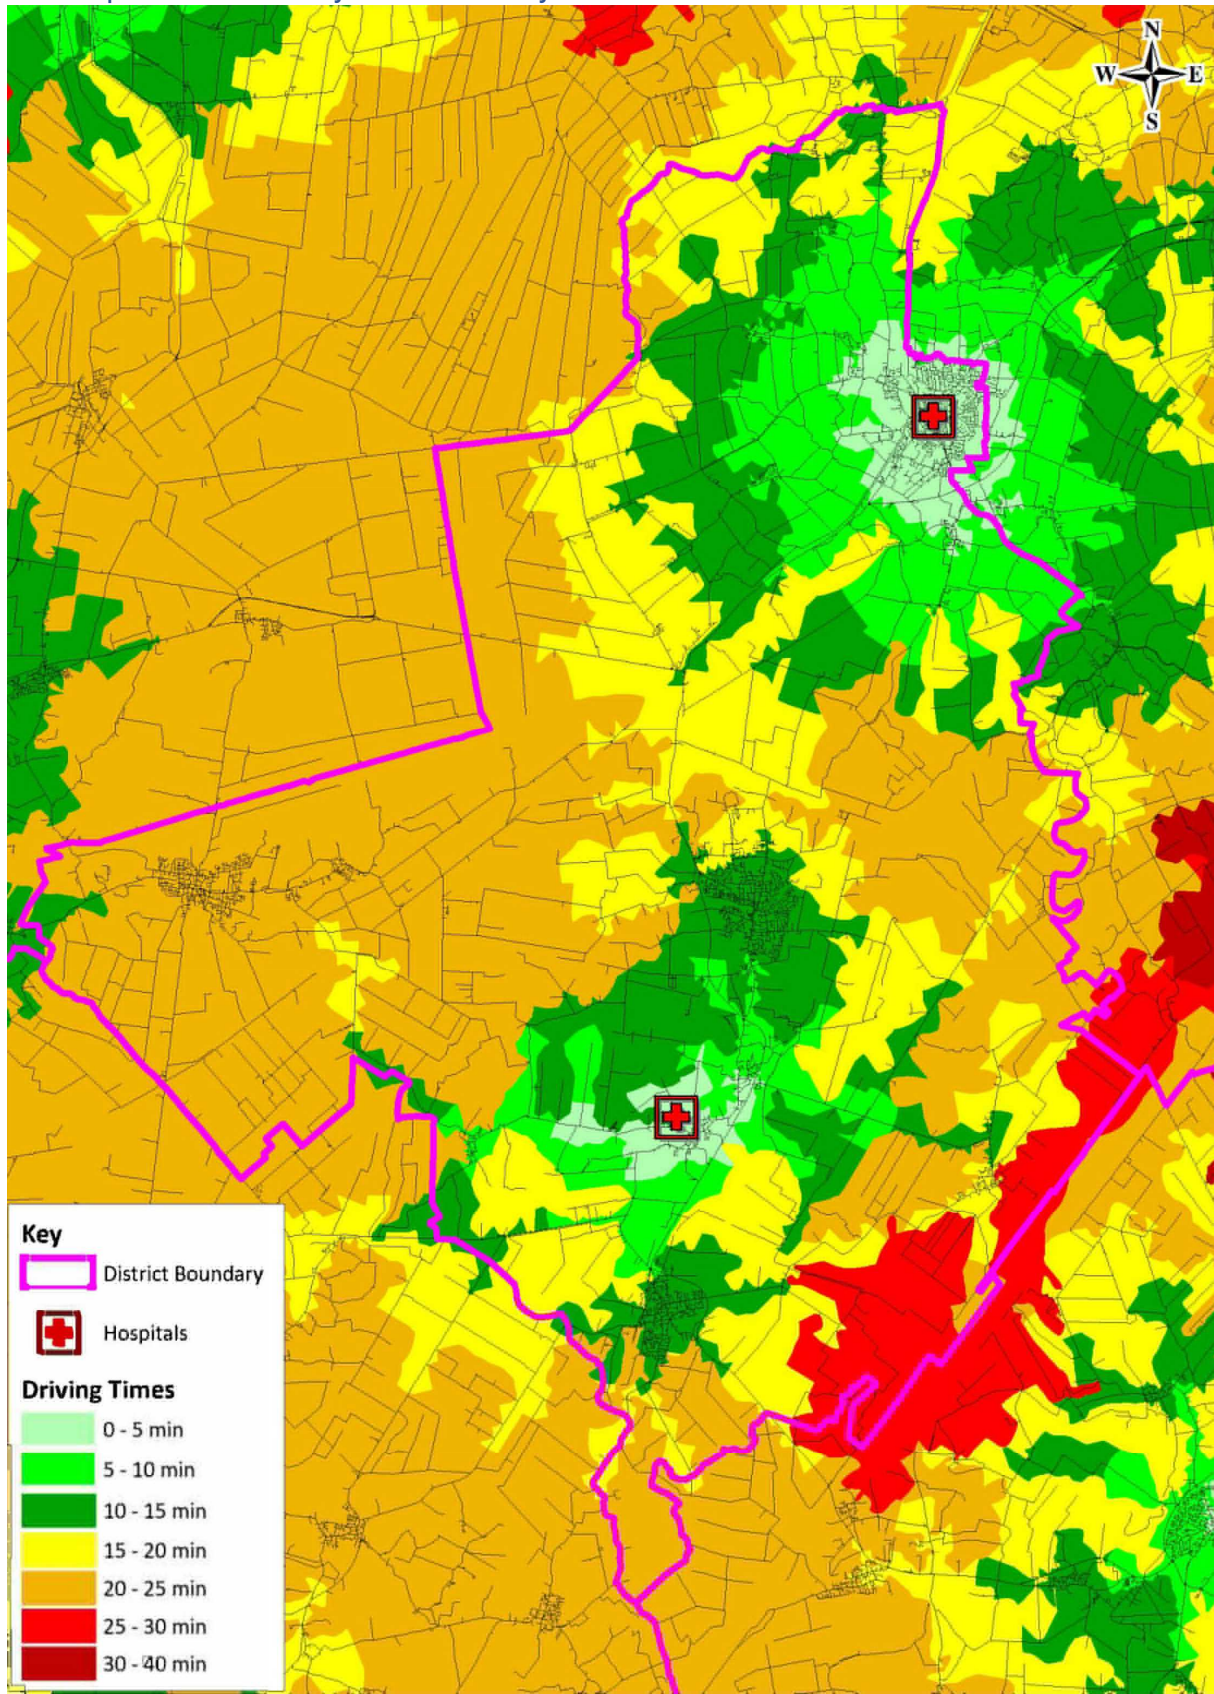 N
W E
S
Key
District Boundary
Hospitals
Driving Times
0 - 5 min
5 - 10 min
10 - 15 min
15 - 20 min
20 - 25 min
25 - 30 min
30 - 40 min